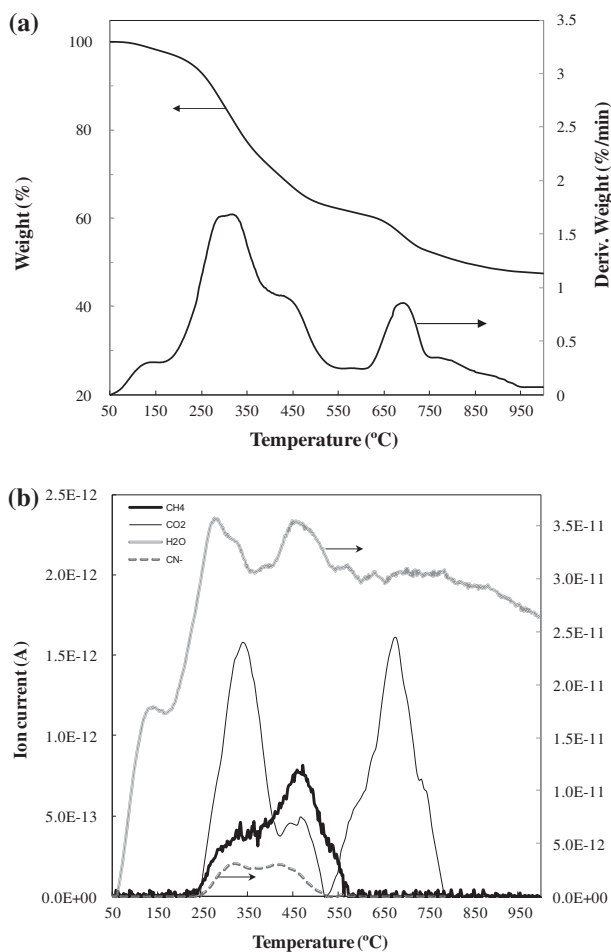 (a)
3.5
100
3
80
2.5
2
60
1.5
40
1
0.5
20
0
50 150 250 350 450 550 650 750 850 950
Weight (%)
Deriv. Weight (%/min)
Temperature (ºC)
(b)
2.5E-12
CH4
CO2
H2O
CN-
3.5E-11
2.0E-12
3.0E-11
2.5E-11
1.5E-12
2.0E-11
1.0E-12
1.5E-11
1.0E-11
5.0E-13
5.0E-12
0.0E+00
0.0E+00
50 150 250 350 450 550 650 750 850 950
Ion current (A)
Temperature (ºC)